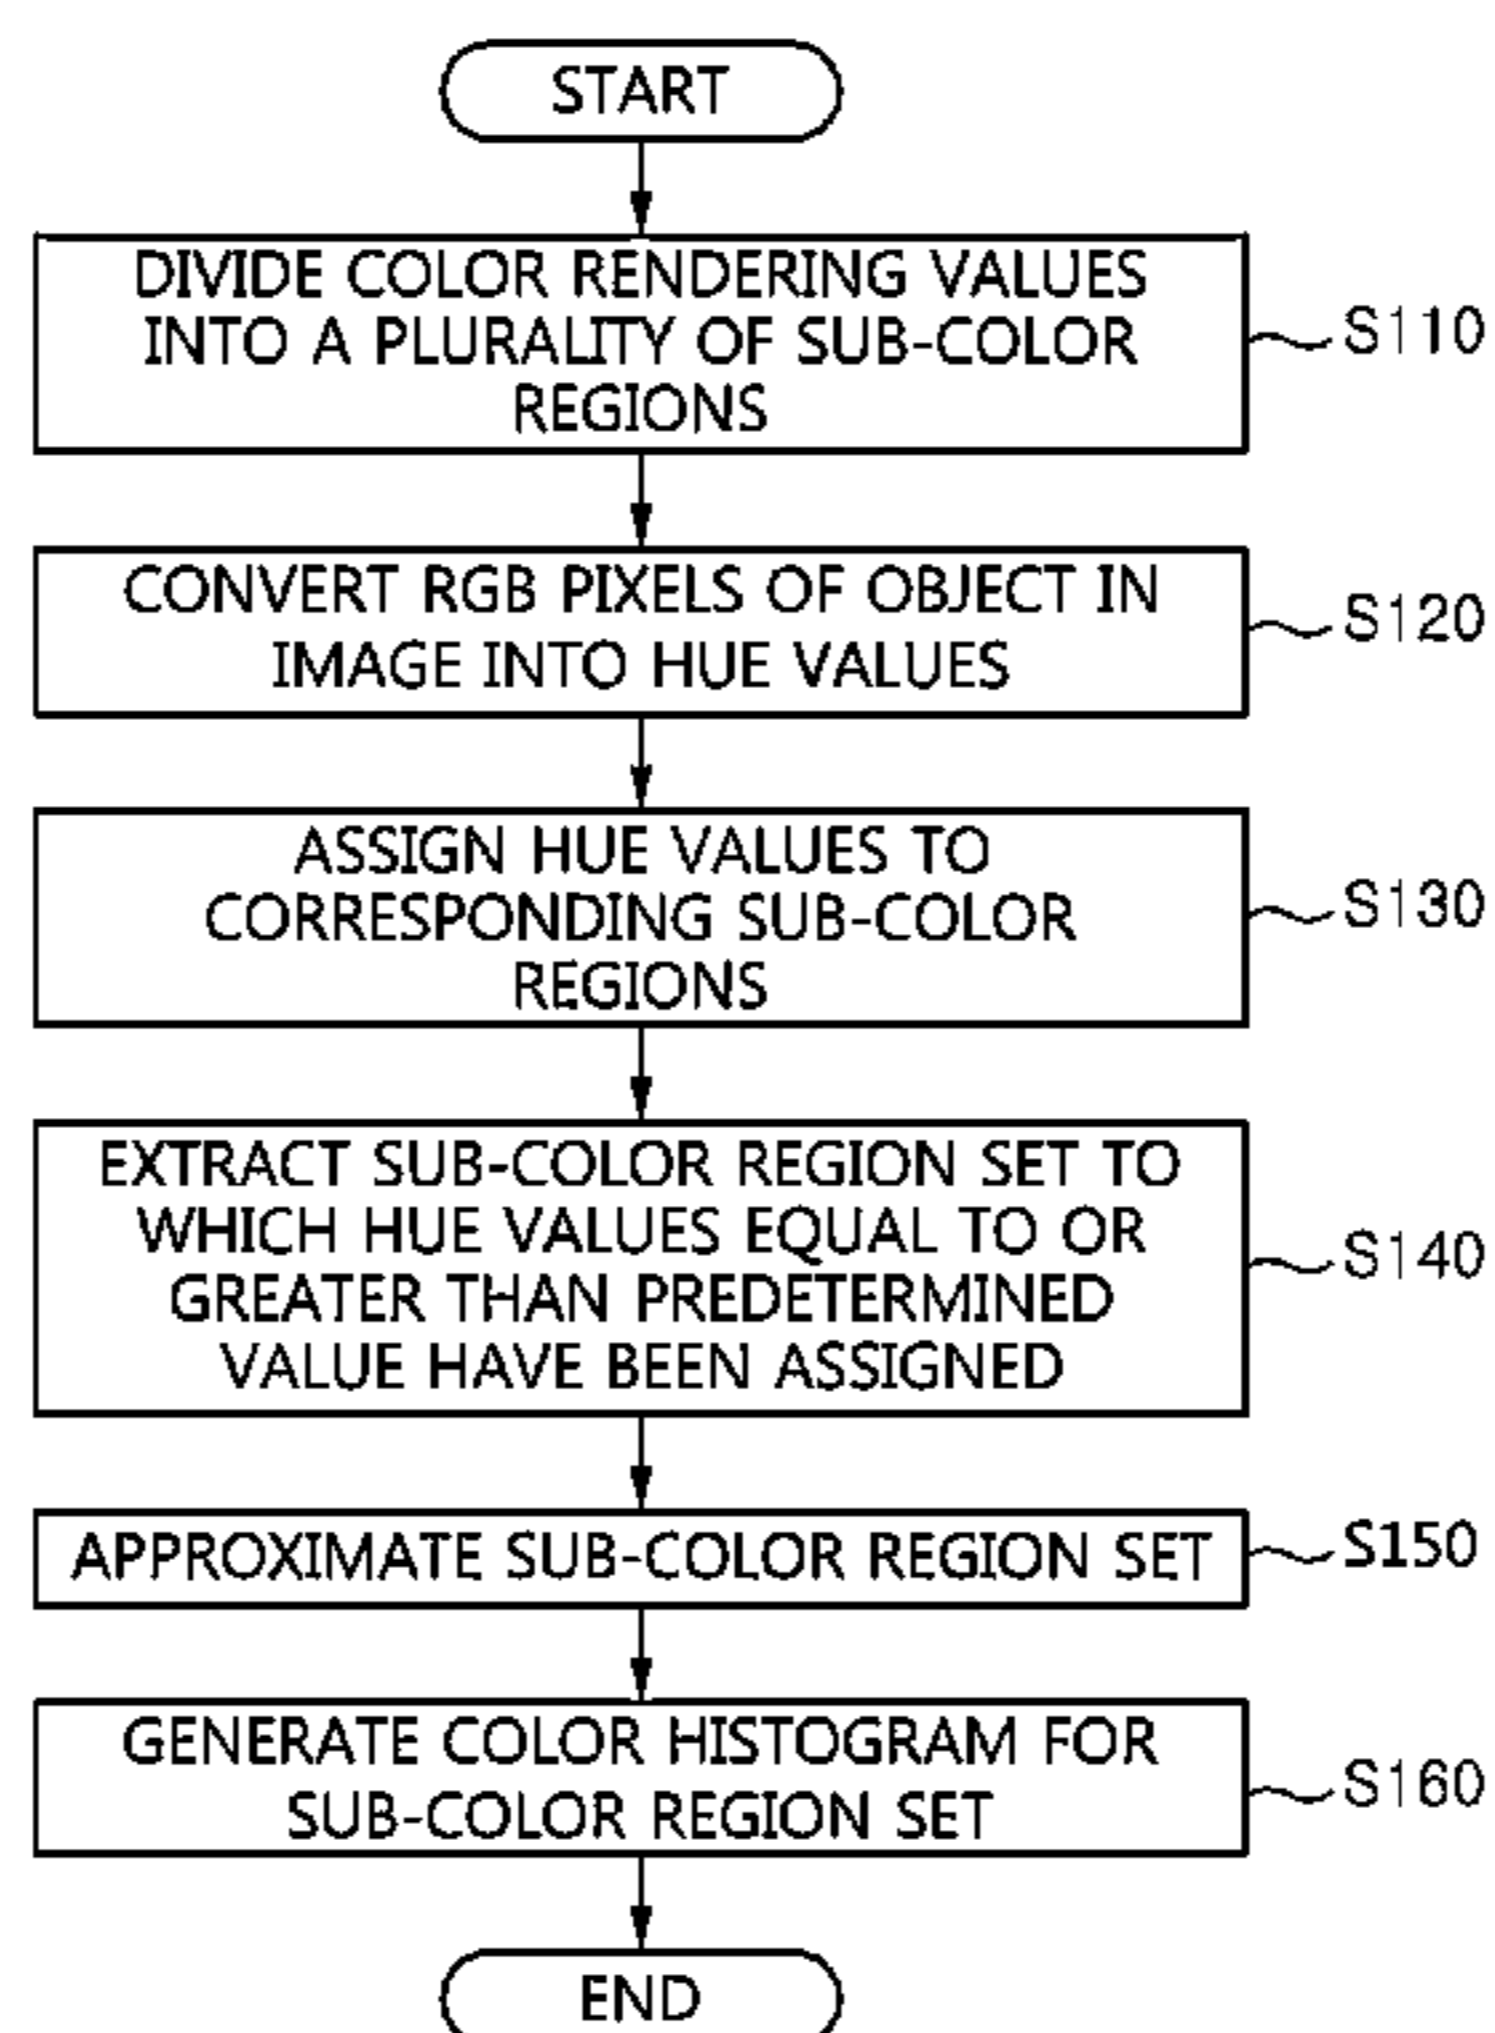 START
DIVIDE COLOR RENDERING VALUES
INTO A PLURALITY OF SUB-COLOR
REGIONS
S110
CONVERT RGB PIXELS OF OBJECT IN
IMAGE INTO HUE VALUES
S120
ASSIGN HUE VALUES TO
CORRESPONDING SUB-COLOR
REGIONS
S130
EXTRACT SUB-COLOR REGION SET TO
WHICH HUE VALUES EQUAL TO OR
GREATER THAN PREDETERMINED
VALUE HAVE BEEN ASSIGNED
S140
APPROXIMATE SUB-COLOR REGION SET
S150
GENERATE COLOR HISTOGRAM FOR
SUB-COLOR REGION SET
S160
END